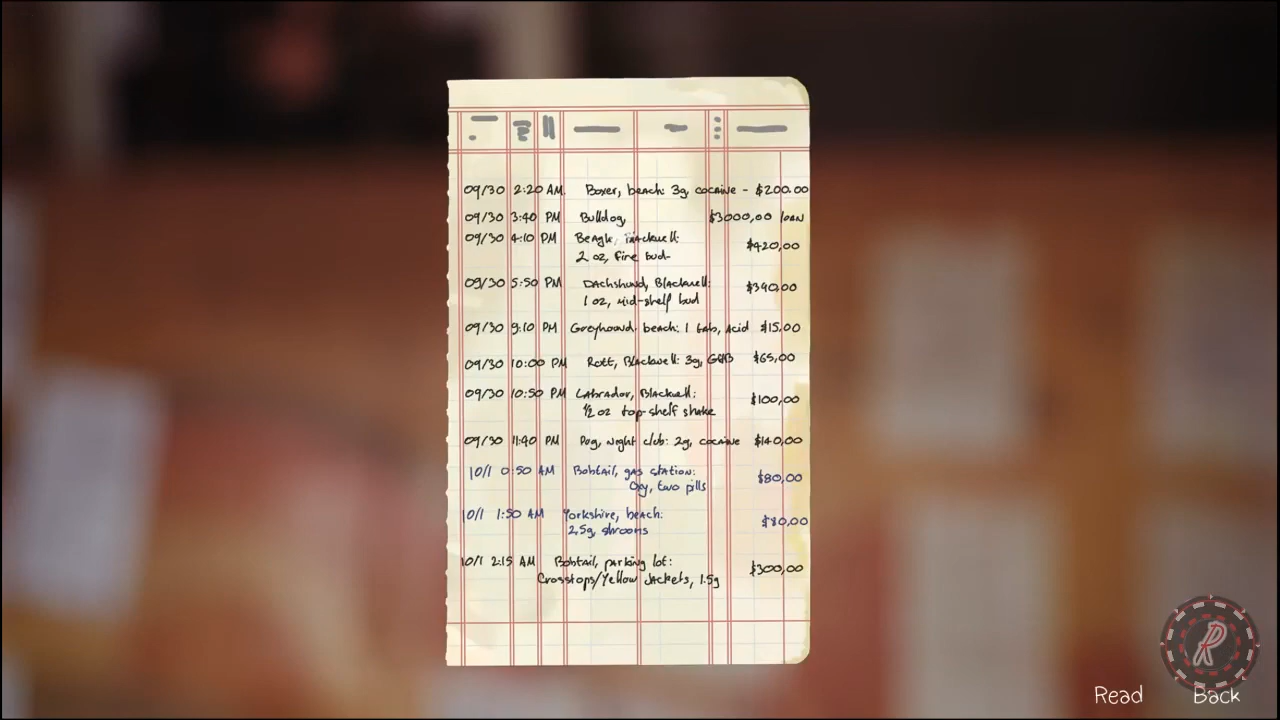 09/30 2:20 AM. Boxer, beach: 3g, cocaine - $200.00
09/30 3:40 PM Bulldog, $3000,00 loan
09/30 4:10 PM Beagle, Blackwell:
2 oz, fire bud - $420,00
09/30 5:50 PM Dachshund, Blackwell: $340,00
1 oz, mid-shelf bud
09/30 9:10 PM Greyhound, beach: 1 tab, acid $15.00
09/30 10:00 PM Rott, Blackwell: 3g, GHB $65,00
09/30 10:50 PM Labrador, Blackwell:
1/2 oz top-shelf shake $100,00
09/30 11:40 PM Pug, night club: 2g, cocaine $140,00
10/1 0:50 AM Bobtail, gas station: $80,00
Oxy, two pills
10/1 1:50 AM Yorkshire, beach:
2,5g, shrooms $80,00
10/1 2:15 AM Bobtail, parking lot: $300,00
Crosstops/Yellow Jackets, 1.5g
R
Read Back